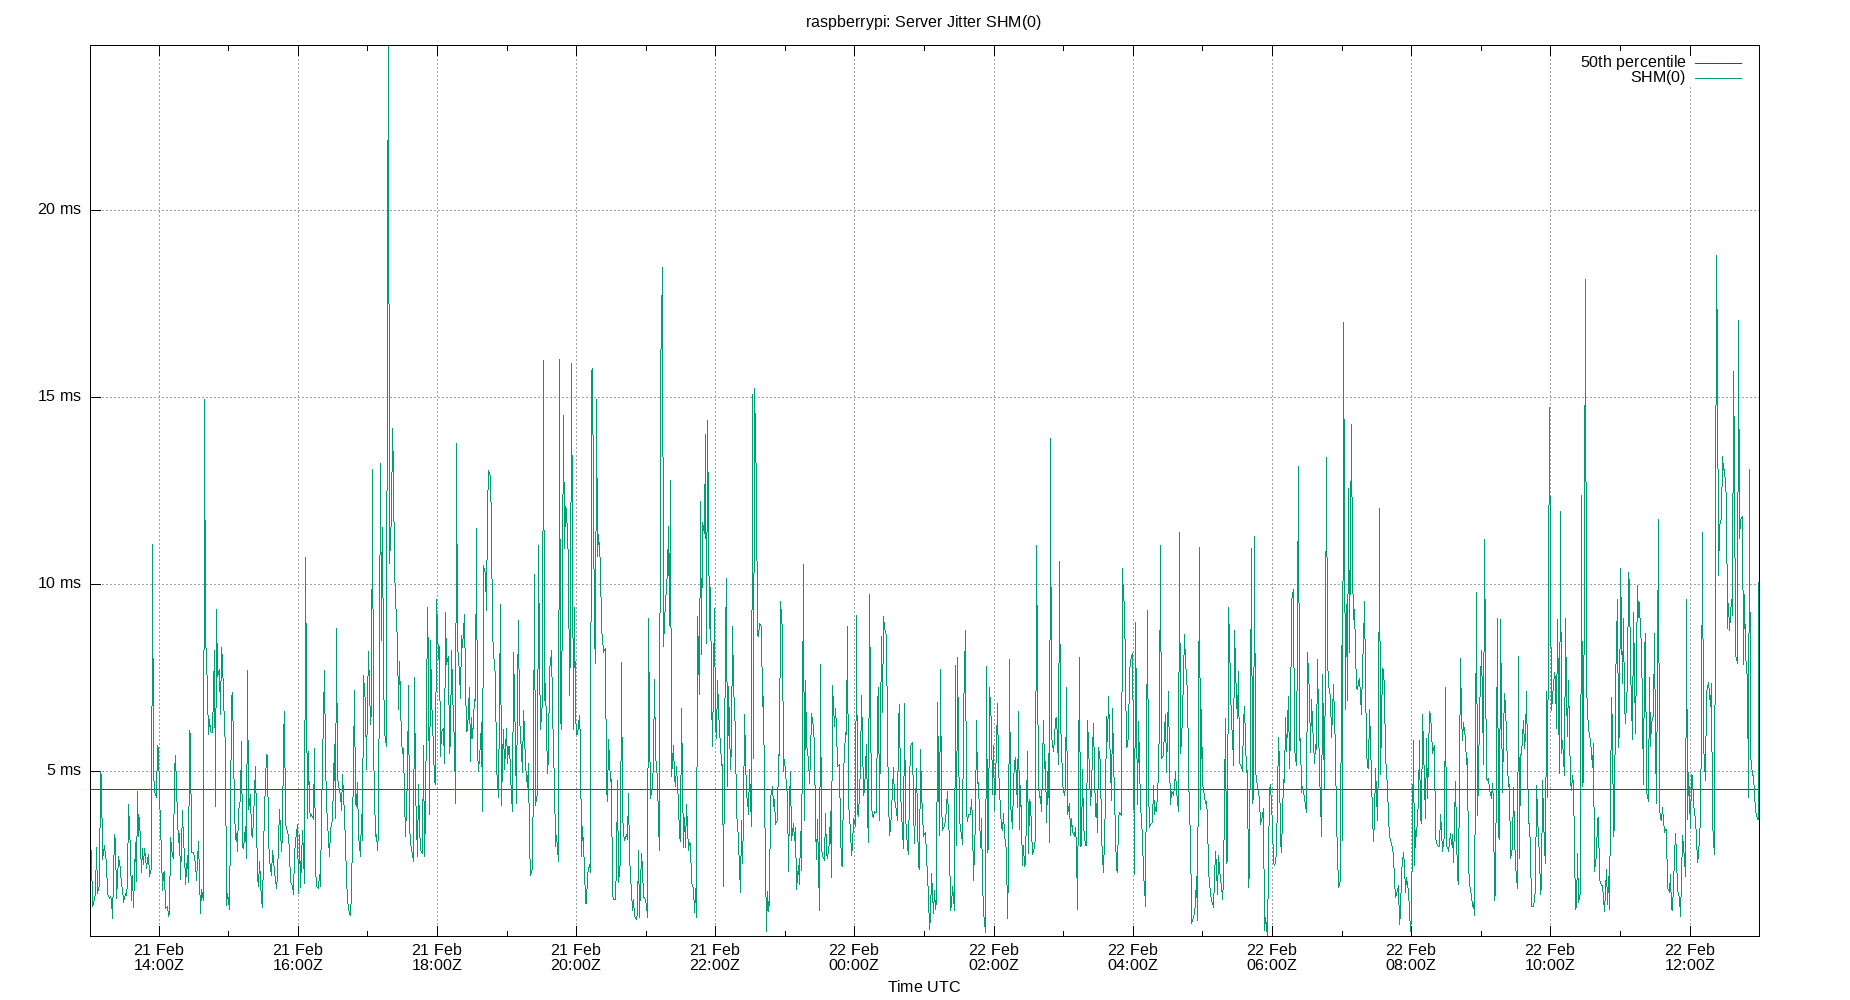 raspberrypi: Server Jitter SHM(0)
50th percentile
SHM(0)
20 ms
15 ms
10 ms
5 ms
21 Feb 21 Feb 21 Feb 21 Feb 21 Feb 22 Feb 22 Feb 22 Feb 22 Feb 22 Feb 22 Feb 22 Feb
14:00Z 16:00Z 18:00Z 20:00Z 22:00Z 00:00Z 02:00Z 04:00Z 06:00Z 08:00Z 10:00Z 12:00Z
Time UTC